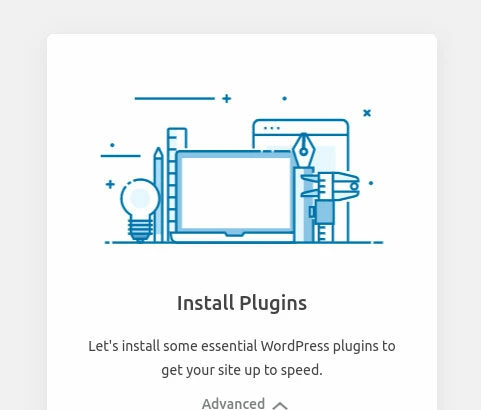 Install Plugins
Let's install some essential WordPress plugins to
get your site up to speed.
Advanced